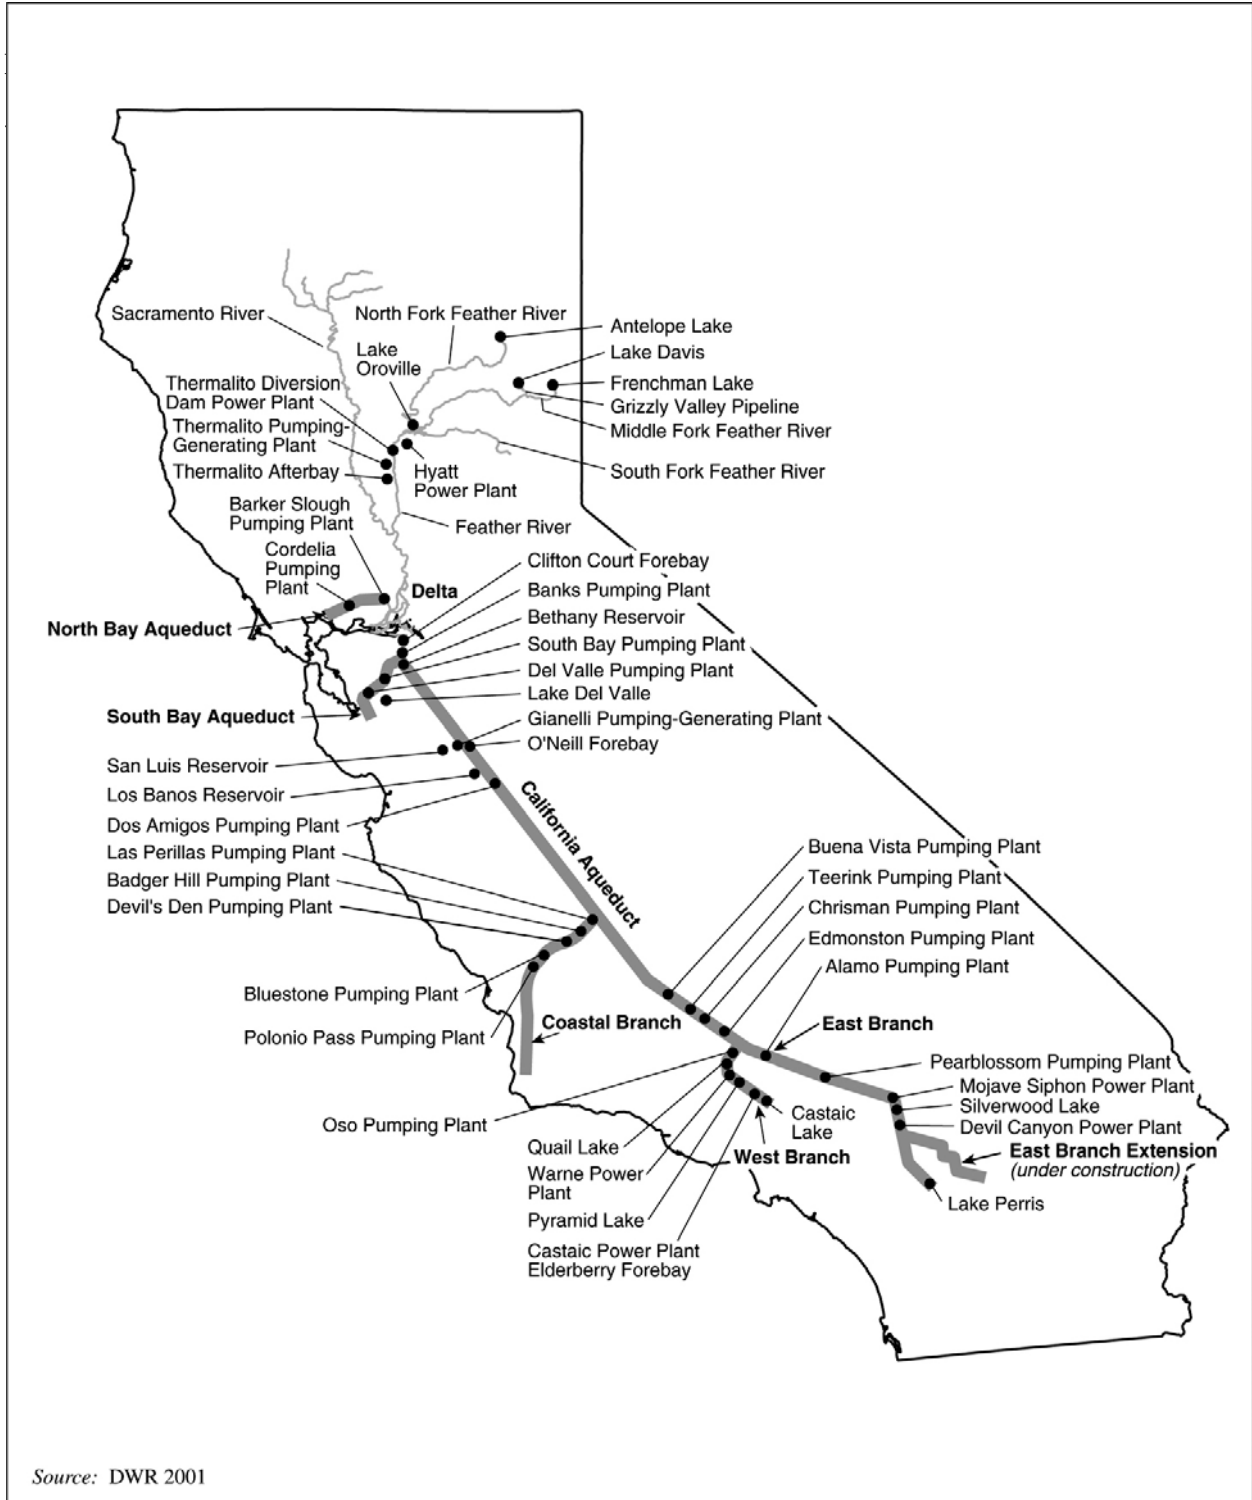 Sacramento River
North Fork Feather River
Antelope Lake
Lake Davis
Lake
Oroville
Frenchman Lake
Thermalito Diversion
Dam Power Plant
Grizzly Valley Pipeline
Middle Fork Feather River
Thermalito Pumping-
Generating Plant
Thermalito Afterbay
South Fork Feather River
Hyatt
Power Plant
Barker Slough
Pumping Plant
Feather River
Cordelia
Pumping
Plant
Clifton Court Forebay
Delta
Banks Pumping Plant
Bethany Reservoir
North Bay Aqueduct
South Bay Pumping Plant
Del Valle Pumping Plant
Lake Del Valle
South Bay Aqueduct
Gianelli Pumping-Generating Plant
O'Neill Forebay
San Luis Reservoir
Los Banos Reservoir
Dos Amigos Pumping Plant
California Aqueduct
Las Perillas Pumping Plant
Badger Hill Pumping Plant
Devil's Den Pumping Plant
Buena Vista Pumping Plant
Teerink Pumping Plant
Chrisman Pumping Plant
Edmonston Pumping Plant
Alamo Pumping Plant
Bluestone Pumping Plant
Polonio Pass Pumping Plant
Coastal Branch
East Branch
Pearblossom Pumping Plant
Mojave Siphon Power Plant
Silverwood Lake
Devil Canyon Power Plant
Oso Pumping Plant
Castaic
Lake
Quail Lake
West Branch
East Branch Extension
(under construction)
Warne Power
Plant
Lake Perris
Pyramid Lake
Castaic Power Plant
Elderberry Forebay
Source: DWR 2001